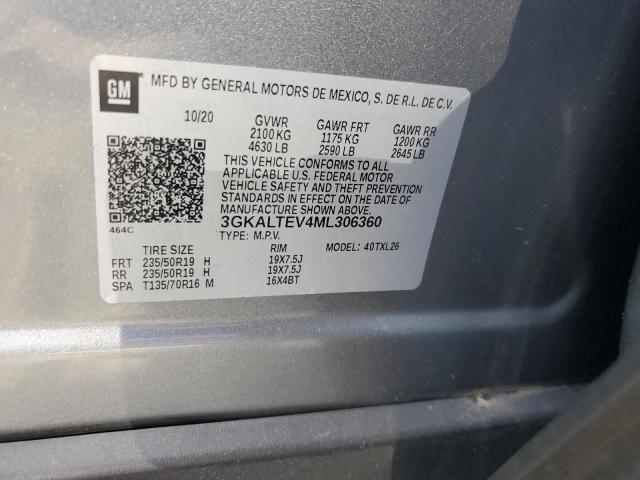 GM MFD BY GENERAL MOTORS DE MEXICO, S. DE R.L. DE C.V.
10/20 GVWR GAWR FRT GAWR RR
2100 KG 1175 KG 1200 KG
4630 LB 2590 LB 2645 LB
THIS VEHICLE CONFORMS TO ALL
APPLICABLE U.S. FEDERAL MOTOR
VEHICLE SAFETY AND THEFT PREVENTION
STANDARDS IN EFFECT ON THE DATE OF
MANUFACTURE SHOWN ABOVE.
464C 3GKALTEV4ML306360
TYPE: M.P.V. MODEL: 40TXL26
TIRE SIZE RIM
FRT 235/50R19 H 19X7.5J
RR 235/50R19 H 19X7.5J
SPA T135/70R16 M 16X4BT